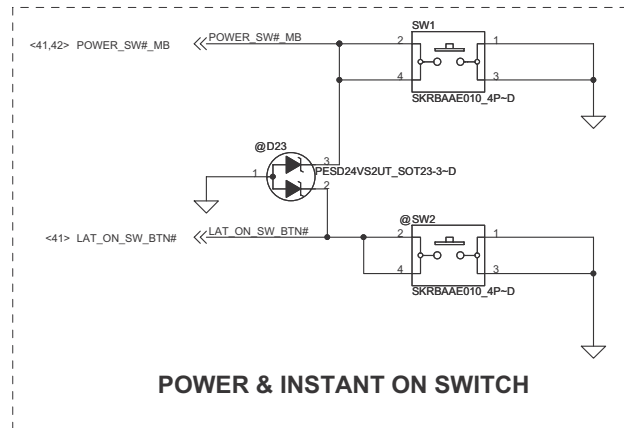 SW1
<41,42> POWER_SW#_MB
POWER_SW#_MB
2
1
4
3
SKRBAAE010_4P~D
@D23
3
1
PESD24VS2UT_SOT23-3~D
2
@SW2
<41> LAT_ON_SW_BTN#
LAT_ON_SW_BTN#
2
1
4
3
SKRBAAE010_4P~D
POWER & INSTANT ON SWITCH